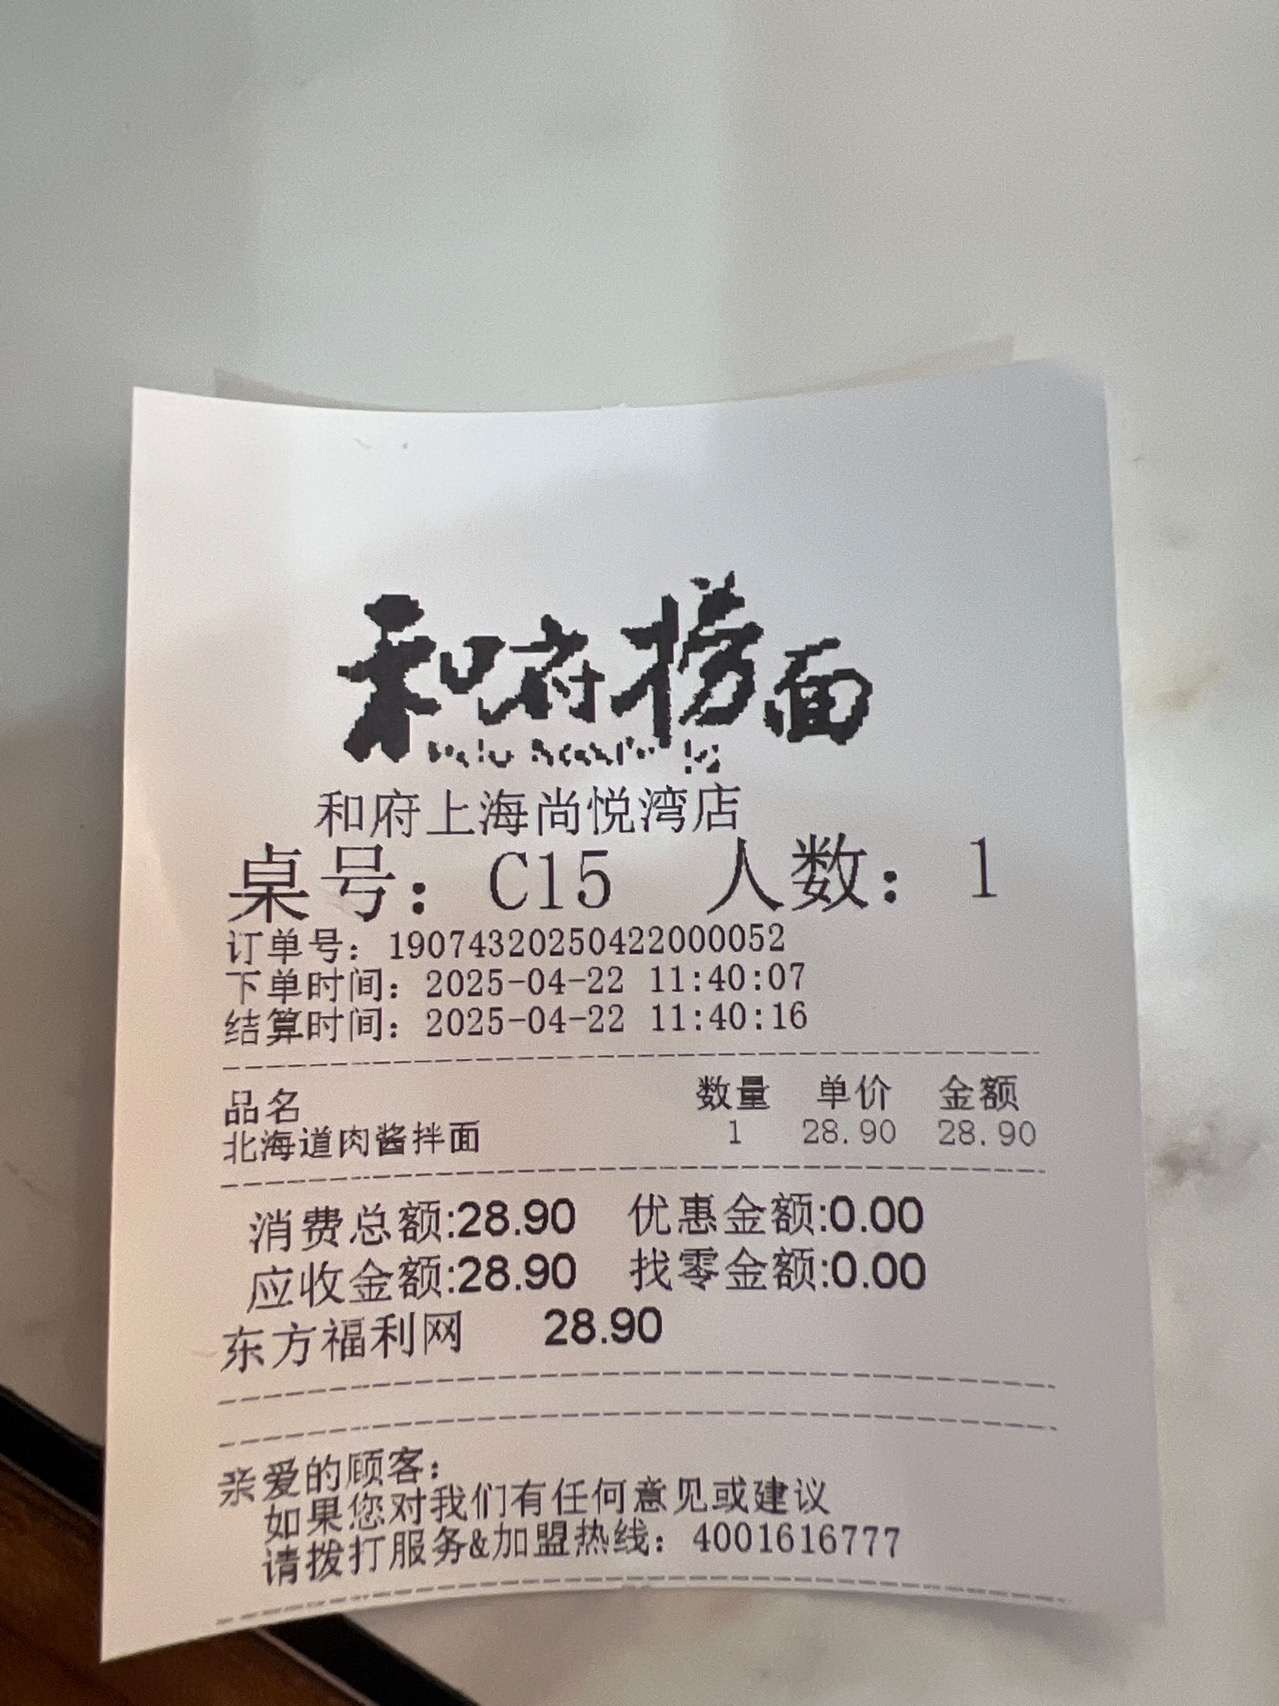 和府捞面
和府上海尚悦湾店
桌号：C15 人数：1
订单号：19074320250422000052
下单时间：2025-04-22 11:40:07
结算时间：2025-04-22 11:40:16
品名 数量 单价 金额
北海道肉酱拌面 1 28.90 28.90
消费总额:28.90 优惠金额:0.00
应收金额:28.90 找零金额:0.00
东方福利网 28.90
亲爱的顾客：
如果您对我们有任何意见或建议
请拨打服务&加盟热线：4001616777